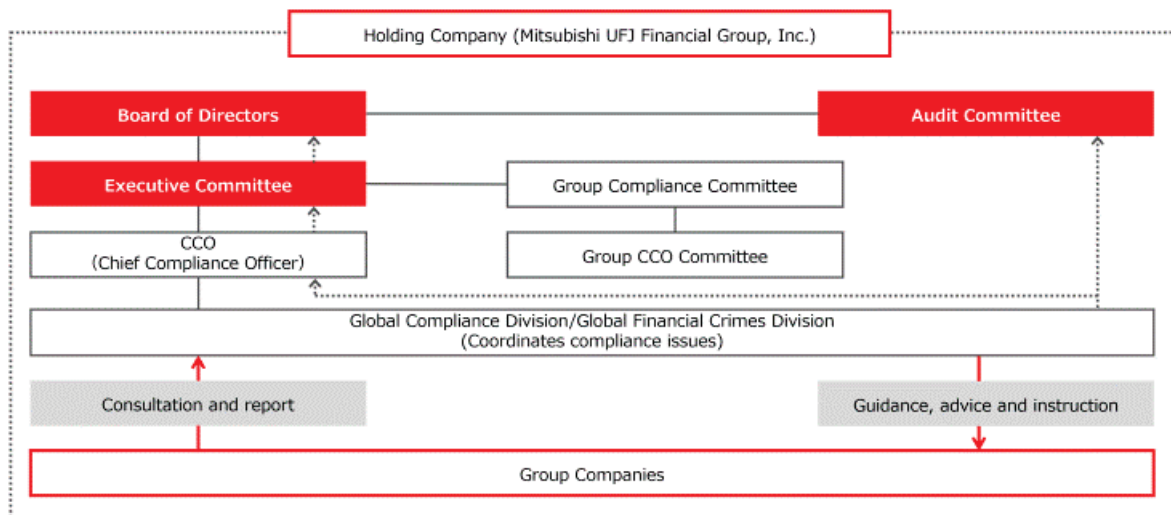 Holding Company (Mitsubishi UFJ Financial Group, Inc.)
Board of Directors
Audit Committee
Executive Committee
Group Compliance Committee
CCO
(Chief Compliance Officer)
Group CCO Committee
Global Compliance Division/Global Financial Crimes Division
(Coordinates compliance issues)
Consultation and report
Guidance, advice and instruction
Group Companies